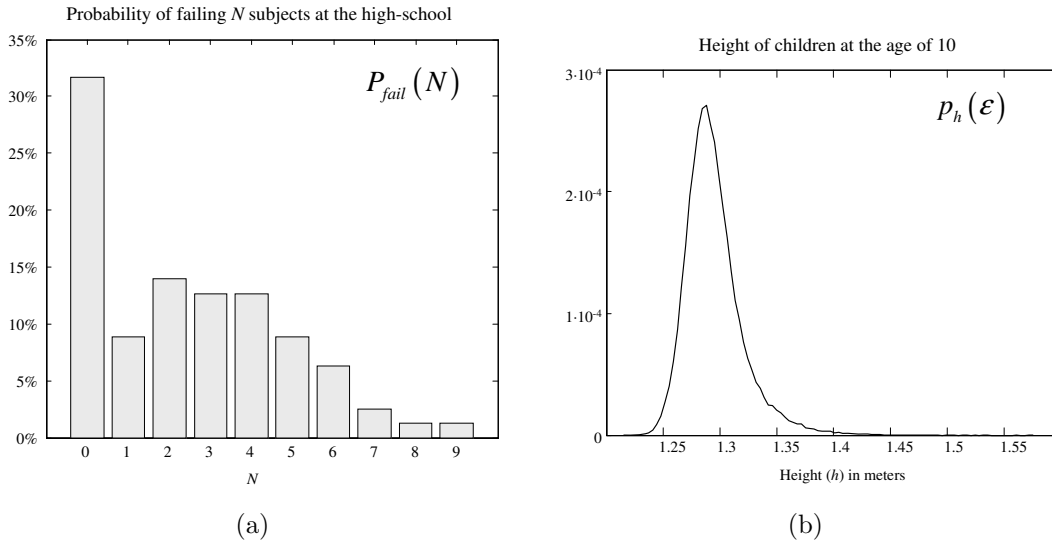 Probability of failing N subjects at the high-school
35%
30%
25%
20%
15%
10%
5%
0%
P_fail (N)
0 1 2 3 4 5 6 7 8 9
N
(a)
Height of children at the age of 10
3·10⁻⁴
2·10⁻⁴
1·10⁻⁴
0
p_h (ε)
1.25 1.3 1.35 1.4 1.45 1.5 1.55
Height (h) in meters
(b)